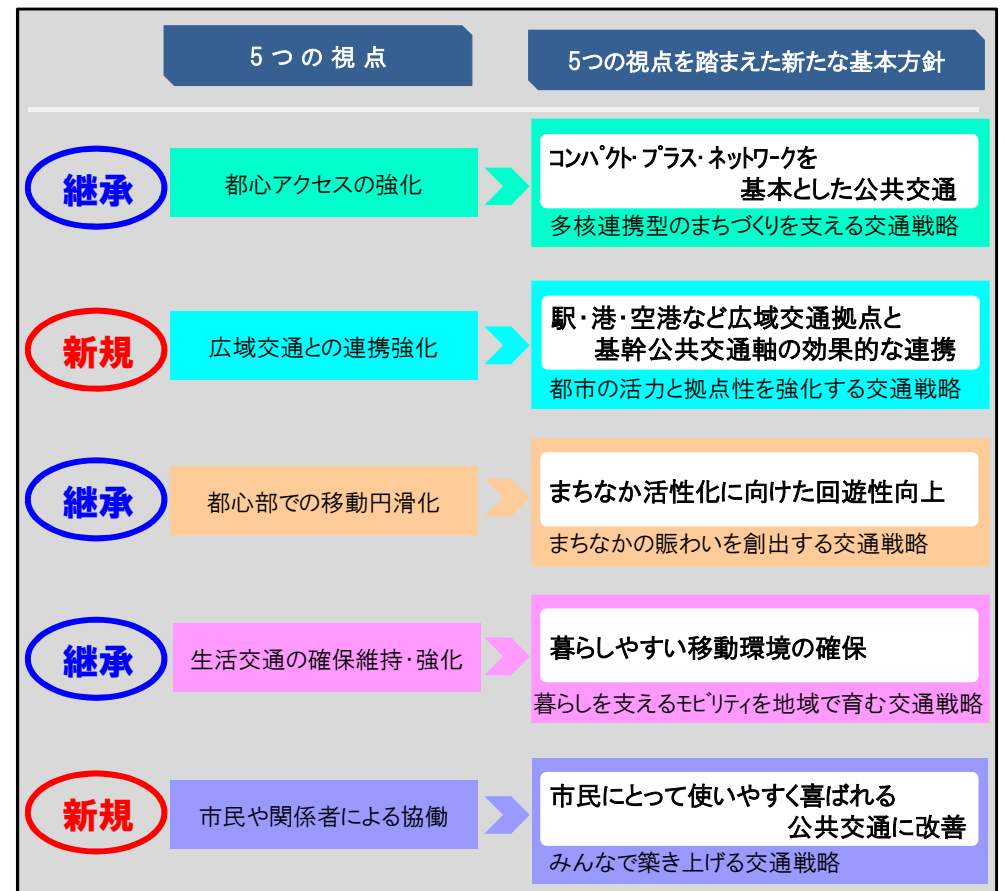 5つの視点
5つの視点を踏まえた新たな基本方針
継承
都心アクセスの強化
コンパクト・プラス・ネットワークを
基本とした公共交通
多核連携型のまちづくりを支える交通戦略
新規
広域交通との連携強化
駅・港・空港など広域交通拠点と
基幹公共交通軸の効果的な連携
都市の活力と拠点性を強化する交通戦略
継承
都心部での移動円滑化
まちなか活性化に向けた回遊性向上
まちなかの賑わいを創出する交通戦略
継承
生活交通の確保維持・強化
暮らしやすい移動環境の確保
暮らしを支えるモビリティを地域で育む交通戦略
新規
市民や関係者による協働
市民にとって使いやすく喜ばれる
公共交通に改善
みんなで築き上げる交通戦略